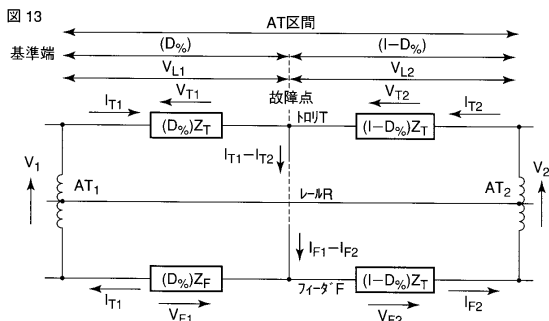 図 13
AT区間
基準端
(D%)
(I−D%)
VL1
VL2
故障点
IT1
VT1
VT2
IT2
(D%)ZT
トロリT
(I−D%)ZT
IT1−IT2
V1
AT1
レールR
AT2
V2
IF1−IF2
(D%)ZF
(I−D%)ZT
フィーダF
IT1
VF1
VF2
IF2